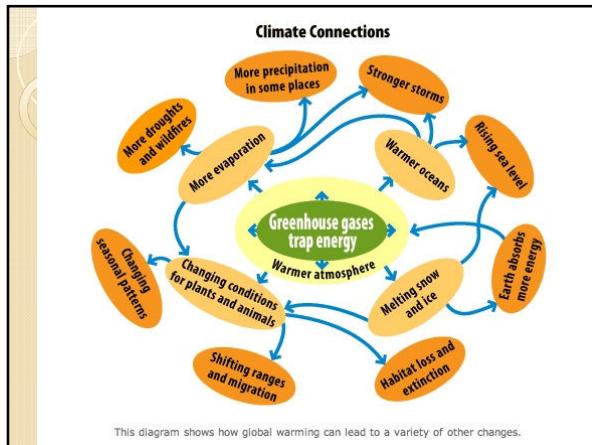 Climate Connections
More precipitation
in some places
Stronger storms
More droughts
and wildfires
More evaporation
Warmer oceans
Rising sea level
Greenhouse gases
trap energy
Warmer atmosphere
Changing
seasonal patterns
Changing conditions
for plants and animals
Melting snow
and ice
Earth absorbs
more energy
Shifting ranges
and migration
Habitat loss and
extinction
This diagram shows how global warming can lead to a variety of other changes.